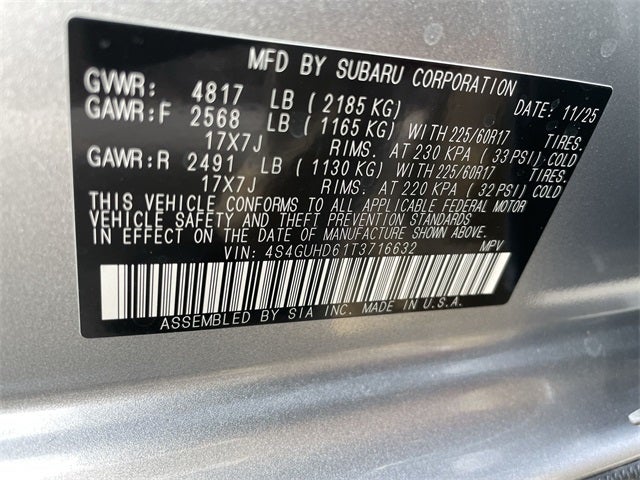 MFD BY SUBARU CORPORATION
GVWR: 4817 LB ( 2185 KG) DATE: 11/25
GAWR:F 2568 LB ( 1165 KG) WITH 225/60R17 TIRES.
17X7J RIMS. AT 230 KPA ( 33 PSI) COLD
GAWR:R 2491 LB ( 1130 KG) WITH 225/60R17 TIRES.
17X7J RIMS. AT 220 KPA ( 32 PSI) COLD
THIS VEHICLE CONFORMS TO ALL APPLICABLE FEDERAL MOTOR
VEHICLE SAFETY AND THEFT PREVENTION STANDARDS
IN EFFECT ON THE DATE OF MANUFACTURE SHOWN ABOVE.
VIN: 4S4GUHD61T3716632 MPV
ASSEMBLED BY SIA INC. MADE IN U.S.A.